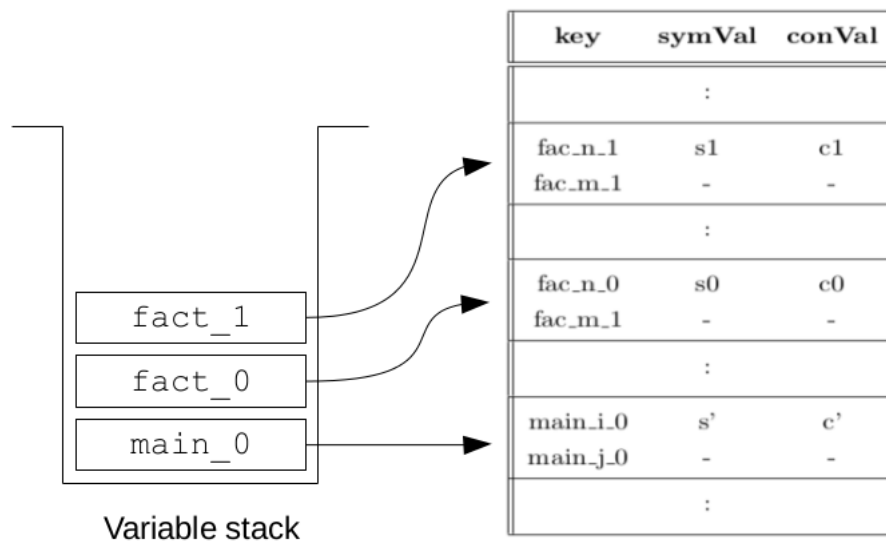 fact_1
fact_0
main_0
Variable stack
key symVal conVal
:
fac_n_1 s1 c1
fac_m_1 - -
:
fac_n_0 s0 c0
fac_m_1 - -
:
main_i_0 s' c'
main_j_0 - -
: